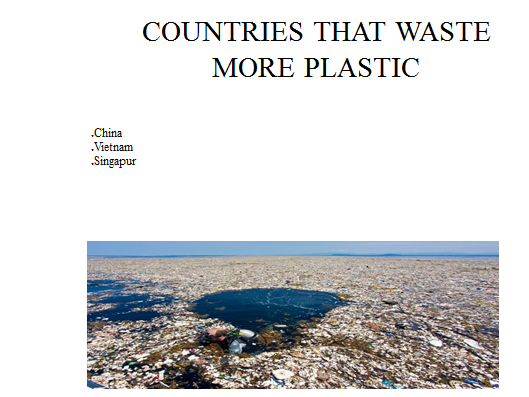 COUNTRIES THAT WASTE
MORE PLASTIC
.China
.Vietnam
.Singapur